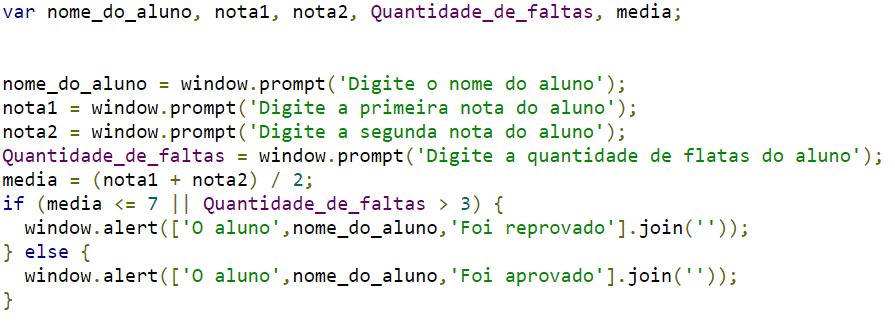 var nome_do_aluno, nota1, nota2, Quantidade_de_faltas, media;
nome_do_aluno = window.prompt('Digite o nome do aluno');
nota1 = window.prompt('Digite a primeira nota do aluno');
nota2 = window.prompt('Digite a segunda nota do aluno');
Quantidade_de_faltas = window.prompt('Digite a quantidade de flatas do aluno');
media = (nota1 + nota2) / 2;
if (media <= 7 || Quantidade_de_faltas > 3) {
  window.alert(['O aluno',nome_do_aluno,'Foi reprovado'].join(''));
} else {
  window.alert(['O aluno',nome_do_aluno,'Foi aprovado'].join(''));
}